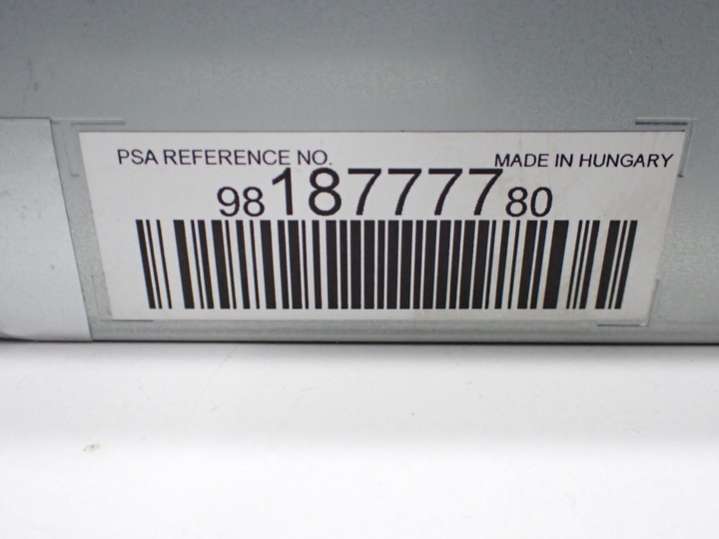 PSA REFERENCE NO. MADE IN HUNGARY
9818777780